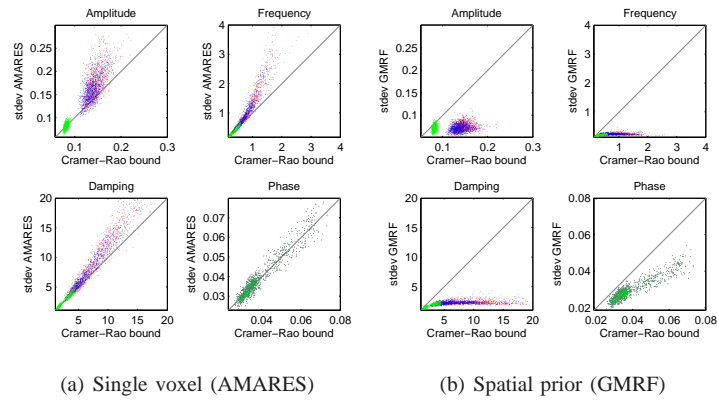 Amplitude
stdev AMARES
0.25
0.2
0.15
0.1
0.1 0.2 0.3
Cramer−Rao bound
Frequency
stdev AMARES
4
3
2
1
1 2 3 4
Cramer−Rao bound
Damping
stdev AMARES
20
15
10
5
5 10 15 20
Cramer−Rao bound
Phase
stdev AMARES
0.07
0.06
0.05
0.04
0.03
0.04 0.06 0.08
Cramer−Rao bound
(a) Single voxel (AMARES)
Amplitude
stdev GMRF
0.25
0.2
0.15
0.1
0.1 0.2 0.3
Cramer−Rao bound
Frequency
stdev GMRF
4
3
2
1
1 2 3 4
Cramer−Rao bound
Damping
stdev GMRF
20
15
10
5
5 10 15 20
Cramer−Rao bound
Phase
stdev GMRF
0.08
0.06
0.04
0.02
0.02 0.04 0.06 0.08
Cramer−Rao bound
(b) Spatial prior (GMRF)